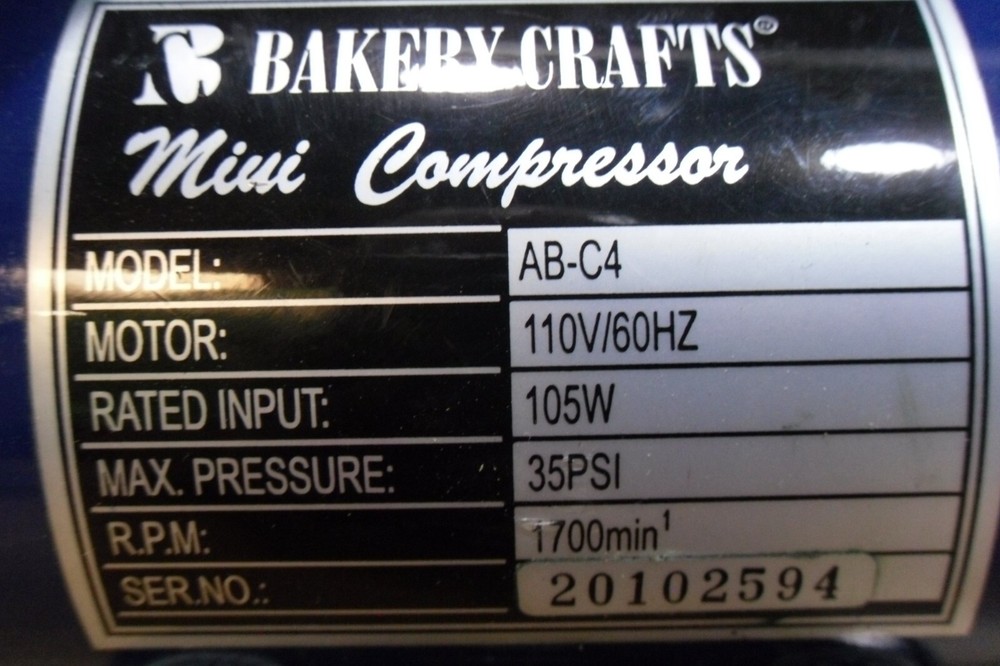 BAKERY CRAFTS®
Mini Compressor
MODEL: AB-C4
MOTOR: 110V/60HZ
RATED INPUT: 105W
MAX. PRESSURE: 35PSI
R.P.M: 1700min¹
SER.NO.: 20102594